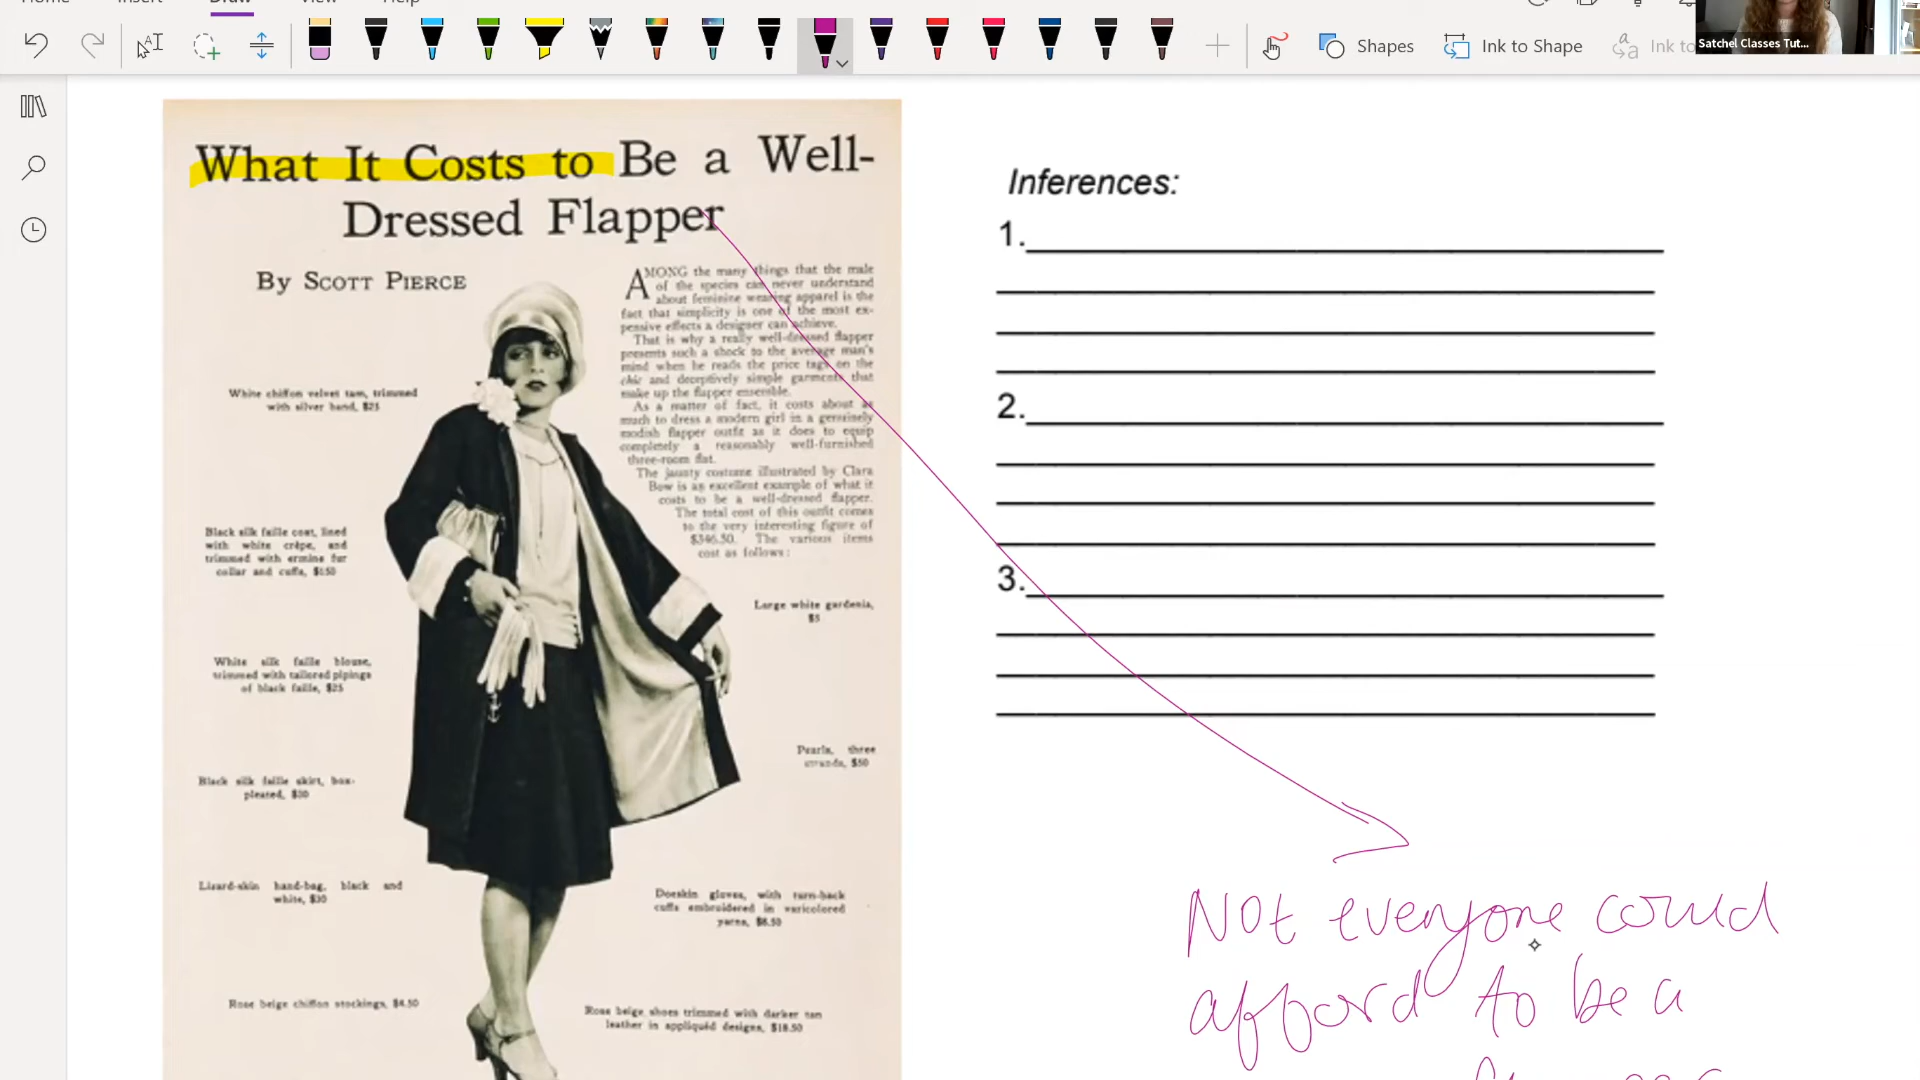 Home Insert Draw View Help
Shapes
Ink to Shape
Ink to
Satchel Classes Tut...
What It Costs to Be a Well-
Dressed Flapper
By SCOTT PIERCE
AMONG the many things that the male
of the species can never understand
about feminine wearing apparel is the
fact that simplicity is one of the most ex-
pensive effects a designer can achieve.
That is why a really well-dressed flapper
presents such a shock to the average man's
mind when he reads the price tags on the
chic and deceptively simple garments that
make up the flapper ensemble.
As a matter of fact, it costs about as
much to dress a modern girl in a genuinely
modish flapper outfit as it does to equip
completely a reasonably well-furnished
three-room flat.
The jaunty costume illustrated by Clara
Bow is an excellent example of what it
costs to be a well-dressed flapper.
The total cost of this outfit comes
to the very interesting figure of
$346.50. The various items
cost as follows:
White chiffon velvet tam, trimmed
with silver band, $25
Black silk faille coat, lined
with white crêpe, and
trimmed with ermine fur
collar and cuffs, $150
White silk faille blouse,
trimmed with tailored pipings
of black faille, $25
Black silk faille skirt, box-
pleated, $30
Lizard-skin hand-bag, black and
white, $30
Rose beige chiffon stockings, $4.50
Large white gardenia,
$5
Pearls, three
strands, $50
Doeskin gloves, with turn-back
cuffs embroidered in varicolored
yarns, $8.50
Rose beige shoes trimmed with darker tan
leather in appliquéd designs, $18.50
Inferences:
1.
2.
3.
Not everyone could
afford to be a